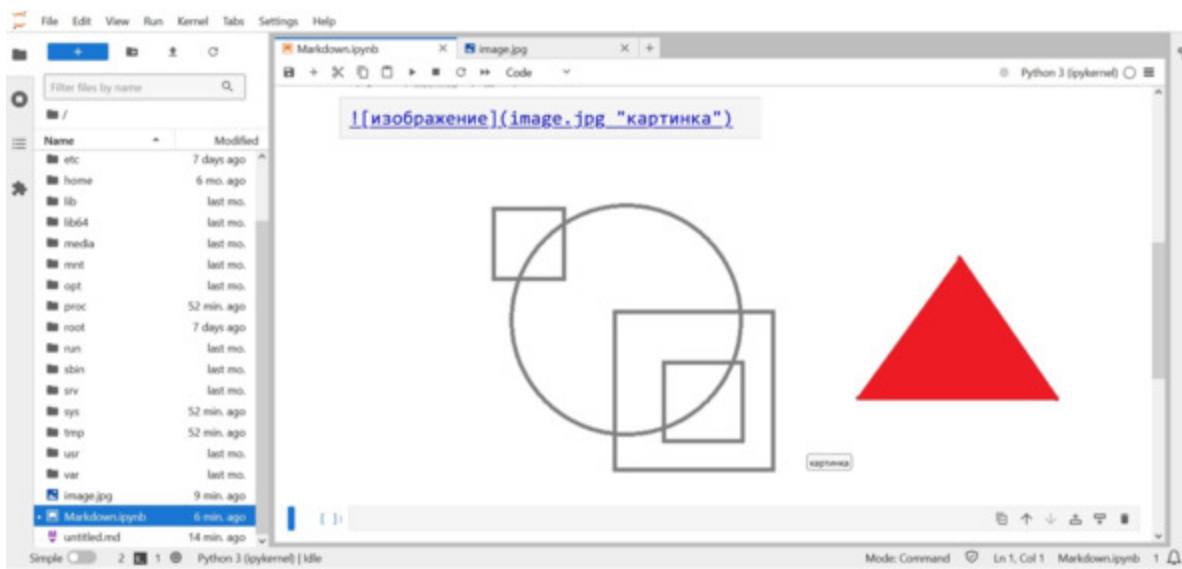 File Edit View Run Kernel Tabs Settings Help
Markdown.ipynb
image.jpg
Code
Python 3 (ipykernel)
Filter files by name
/
Name Modified
etc 7 days ago
home 6 mo. ago
lib last mo.
lib64 last mo.
media last mo.
mnt last mo.
opt last mo.
proc 52 min. ago
root 7 days ago
run last mo.
sbin last mo.
srv last mo.
sys 52 min. ago
tmp 52 min. ago
usr last mo.
var last mo.
image.jpg 9 min. ago
Markdown.ipynb 6 min. ago
untitled.md 14 min. ago
![изображение](image.jpg "картинка")
картинка
[ ]:
Simple 2 1 Python 3 (ipykernel) | Idle
Mode: Command Ln 1, Col 1 Markdown.ipynb 1